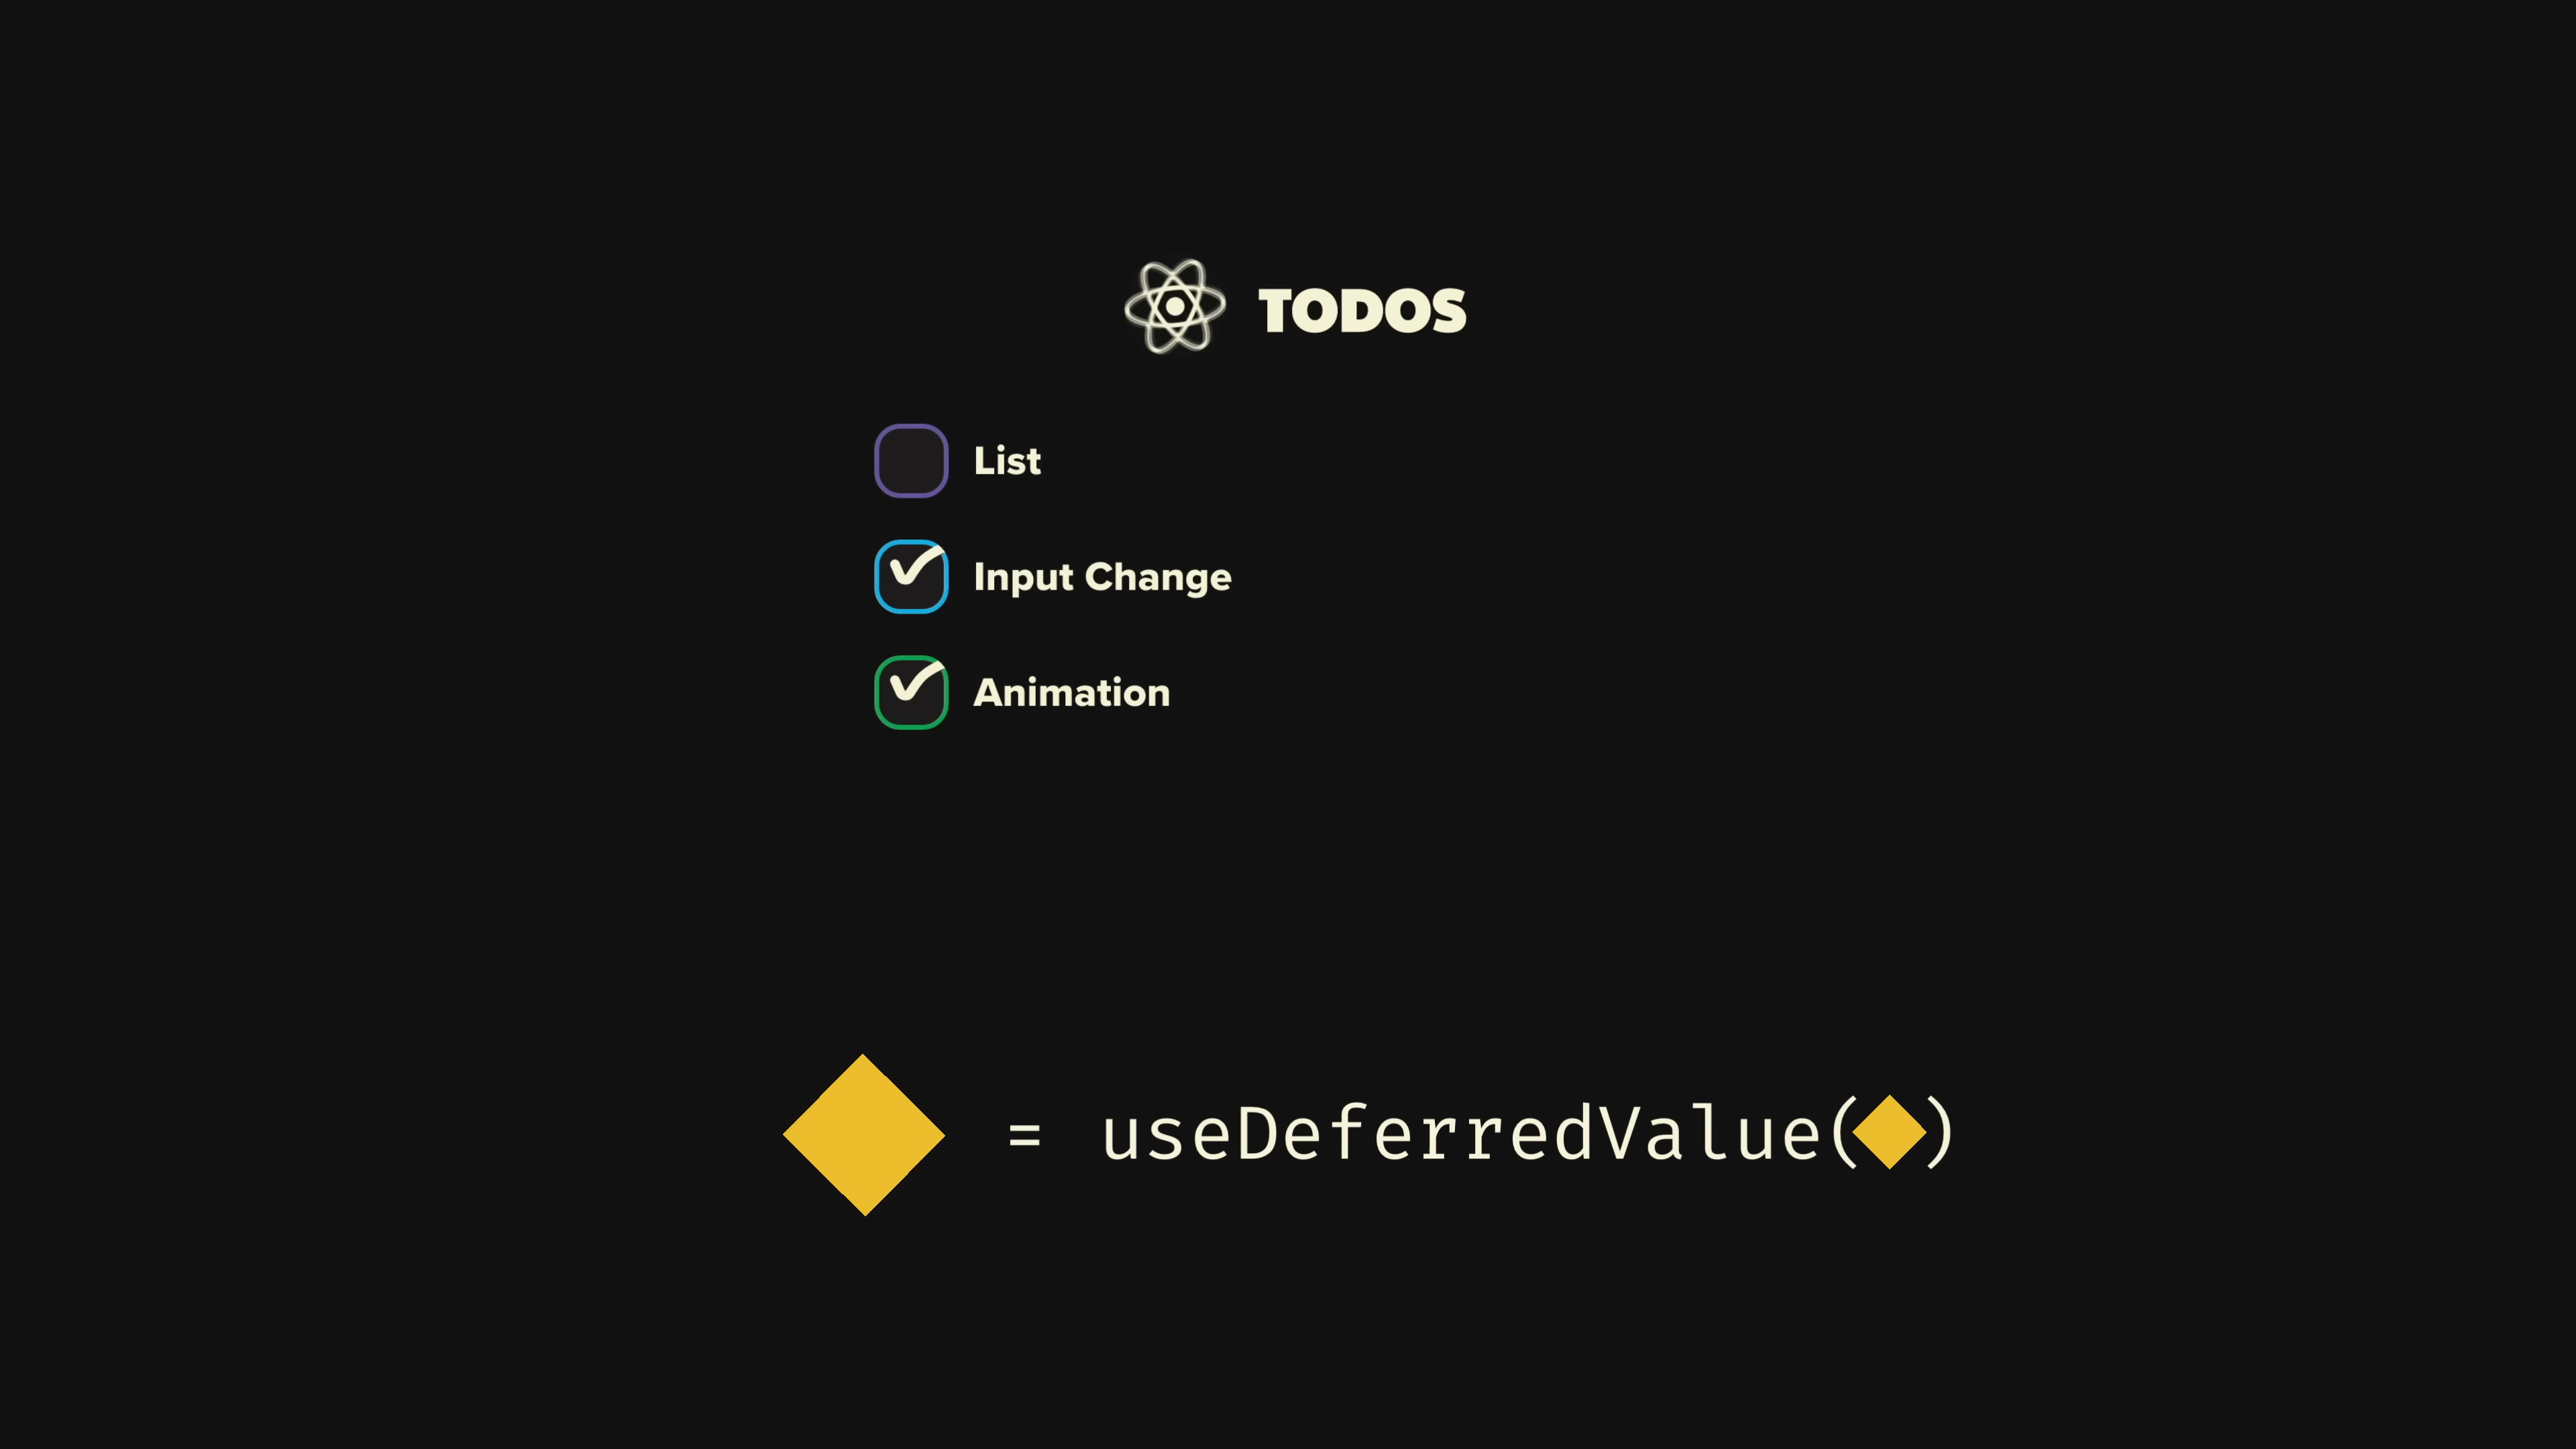 TODOS
List
Input Change
Animation
= useDeferredValue()